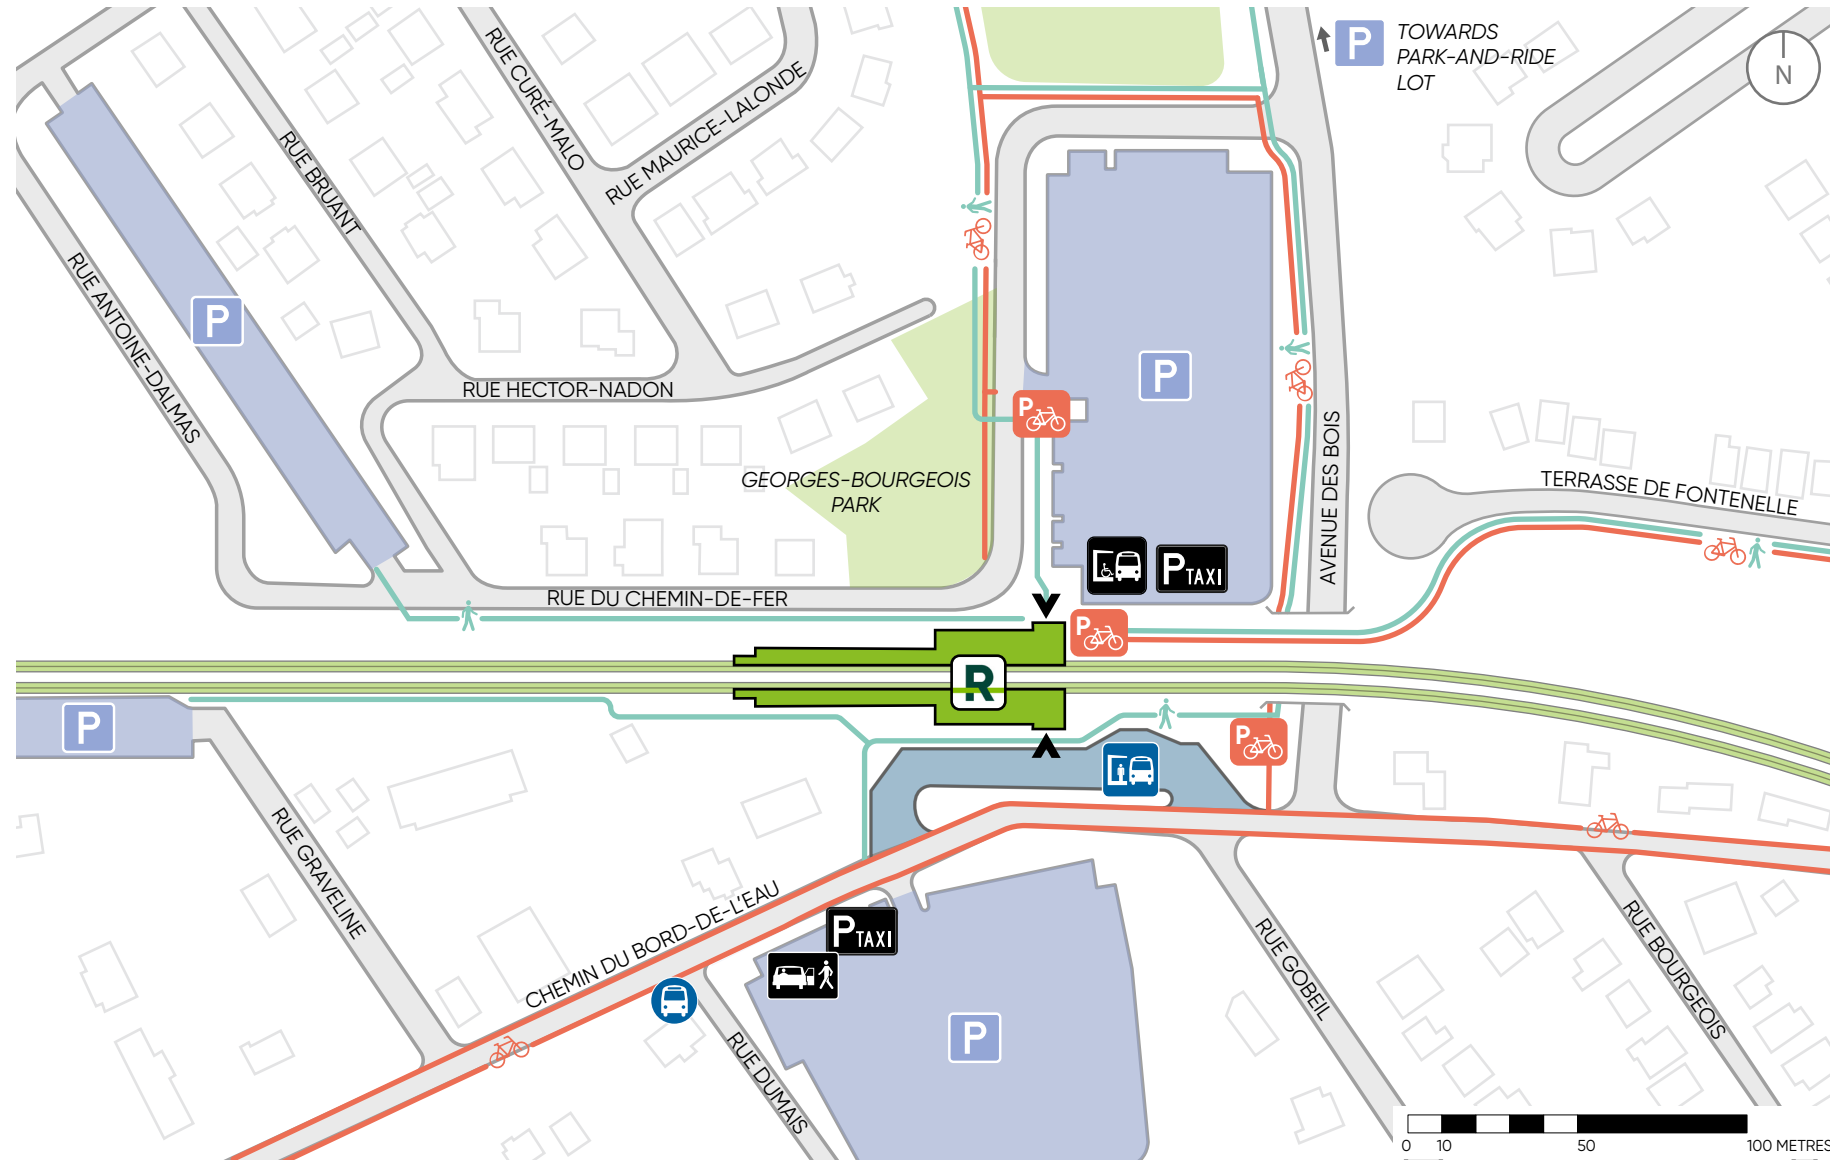 TOWARDS
PARK-AND-RIDE
LOT
P
N
RUE CURÉ-MALO
RUE MAURICE-LALONDE
RUE BRUANT
RUE ANTOINE-DALMAS
P
RUE HECTOR-NADON
P
P
GEORGES-BOURGEOIS
PARK
AVENUE DES BOIS
TERRASSE DE FONTENELLE
P TAXI
RUE DU CHEMIN-DE-FER
P
R
P
P
RUE GRAVELINE
CHEMIN DU BORD-DE-L'EAU
P TAXI
RUE GOBEIL
RUE BOURGEOIS
P
RUE DUMAIS
0 10 50 100 METRES